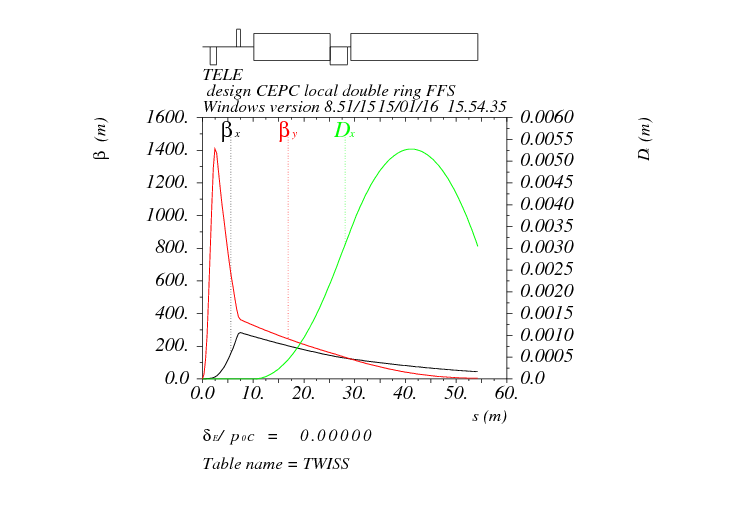 TELE
design CEPC local double ring FFS
Windows version 8.51/15 15/01/16 15.54.35
β (m)
D (m)
βx βy Dx
1600. 0.0060
0.0055
1400.
0.0050
1200. 0.0045
0.0040
1000.
0.0035
800. 0.0030
0.0025
600.
0.0020
400. 0.0015
0.0010
200.
0.0005
0.0 0.0
0.0 10. 20. 30. 40. 50. 60.
s (m)
δE/ p0c = 0.00000
Table name = TWISS